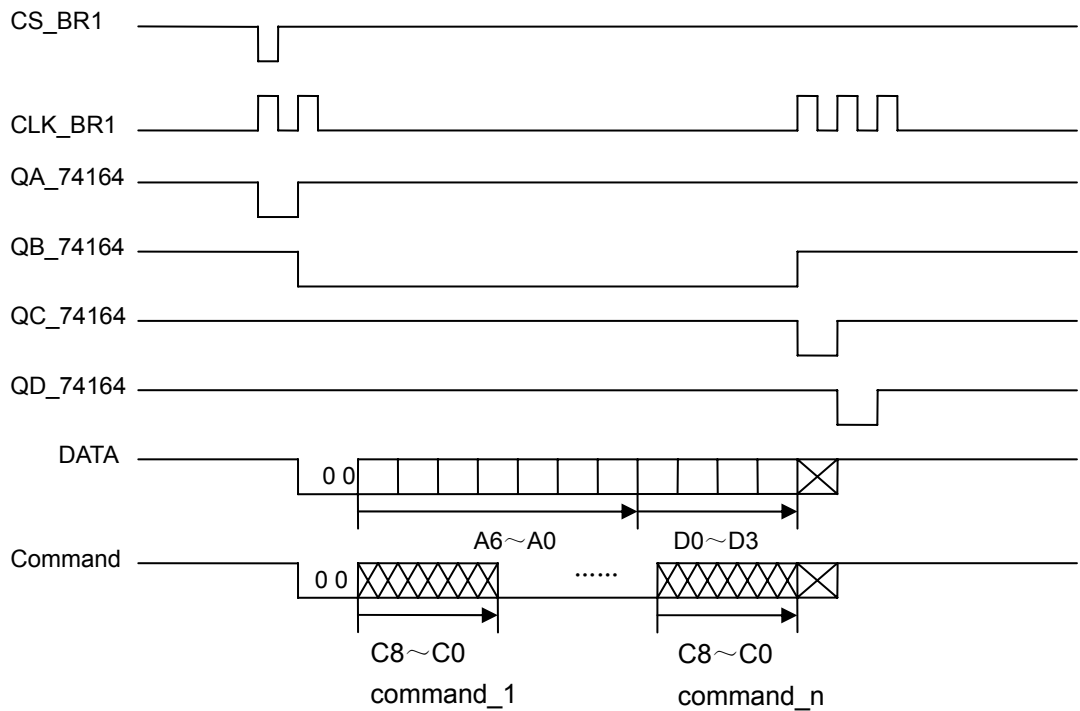 CS_BR1
CLK_BR1
QA_74164
QB_74164
QC_74164
QD_74164
DATA
0 0
A6～A0
D0～D3
Command
0 0
......
C8～C0
C8～C0
command_1
command_n